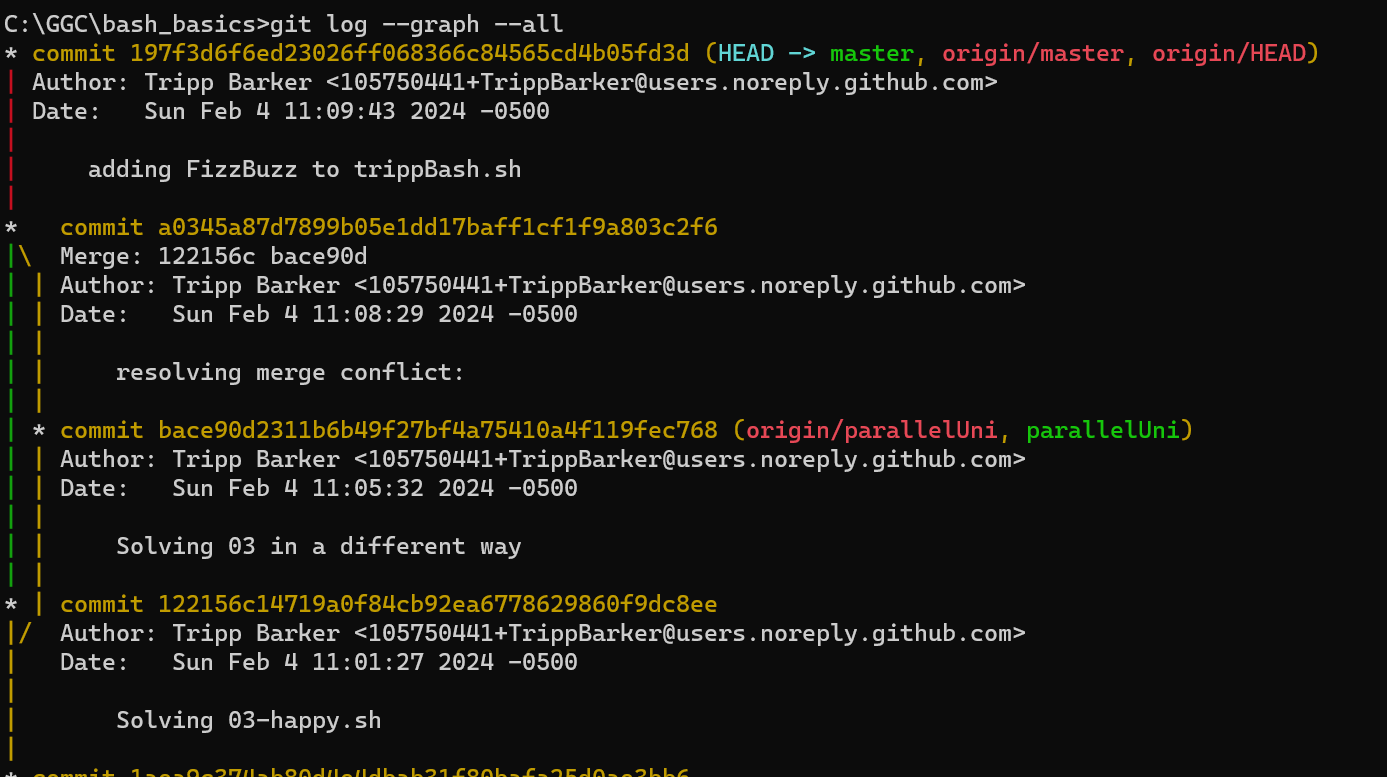 C:\GGC\bash_basics>git log --graph --all
* commit 197f3d6f6ed23026ff068366c84565cd4b05fd3d (HEAD -> master, origin/master, origin/HEAD)
| Author: Tripp Barker <105750441+TrippBarker@users.noreply.github.com>
| Date:   Sun Feb 4 11:09:43 2024 -0500
|
|     adding FizzBuzz to trippBash.sh
|
*   commit a0345a87d7899b05e1dd17baff1cf1f9a803c2f6
|\  Merge: 122156c bace90d
| | Author: Tripp Barker <105750441+TrippBarker@users.noreply.github.com>
| | Date:   Sun Feb 4 11:08:29 2024 -0500
| |
| |     resolving merge conflict:
| |
| * commit bace90d2311b6b49f27bf4a75410a4f119fec768 (origin/parallelUni, parallelUni)
| | Author: Tripp Barker <105750441+TrippBarker@users.noreply.github.com>
| | Date:   Sun Feb 4 11:05:32 2024 -0500
| |
| |     Solving 03 in a different way
| |
* | commit 122156c14719a0f84cb92ea6778629860f9dc8ee
|/  Author: Tripp Barker <105750441+TrippBarker@users.noreply.github.com>
|   Date:   Sun Feb 4 11:01:27 2024 -0500
|
|       Solving 03-happy.sh
|
* commit